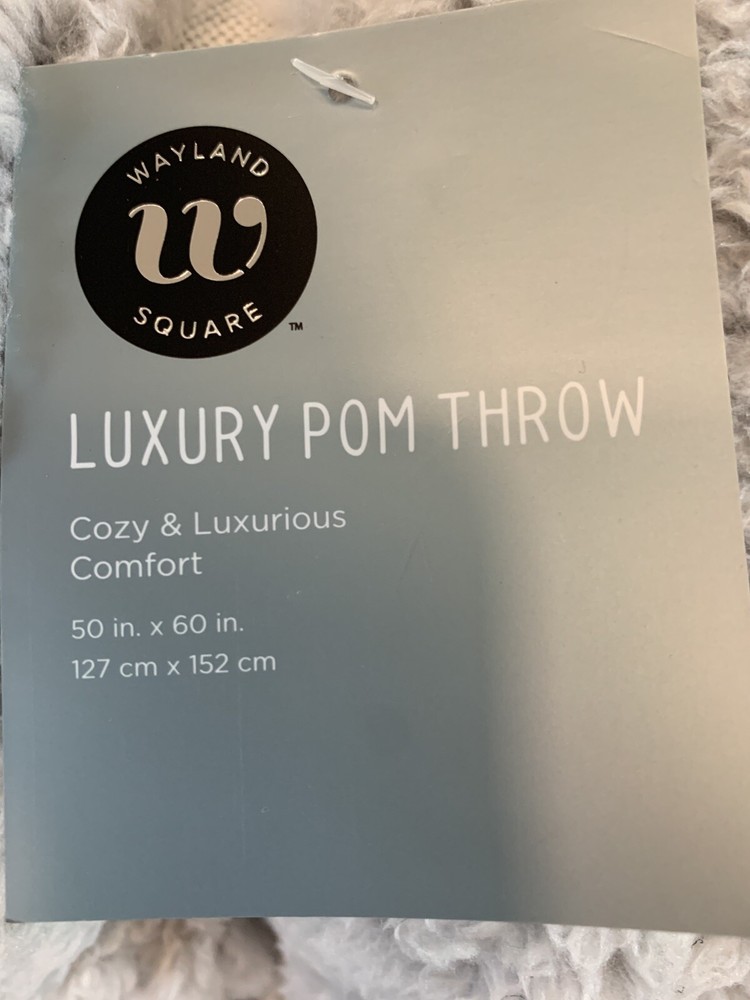 WAYLAND
W
SQUARE
™
LUXURY POM THROW
Cozy & Luxurious
Comfort
50 in. x 60 in.
127 cm x 152 cm